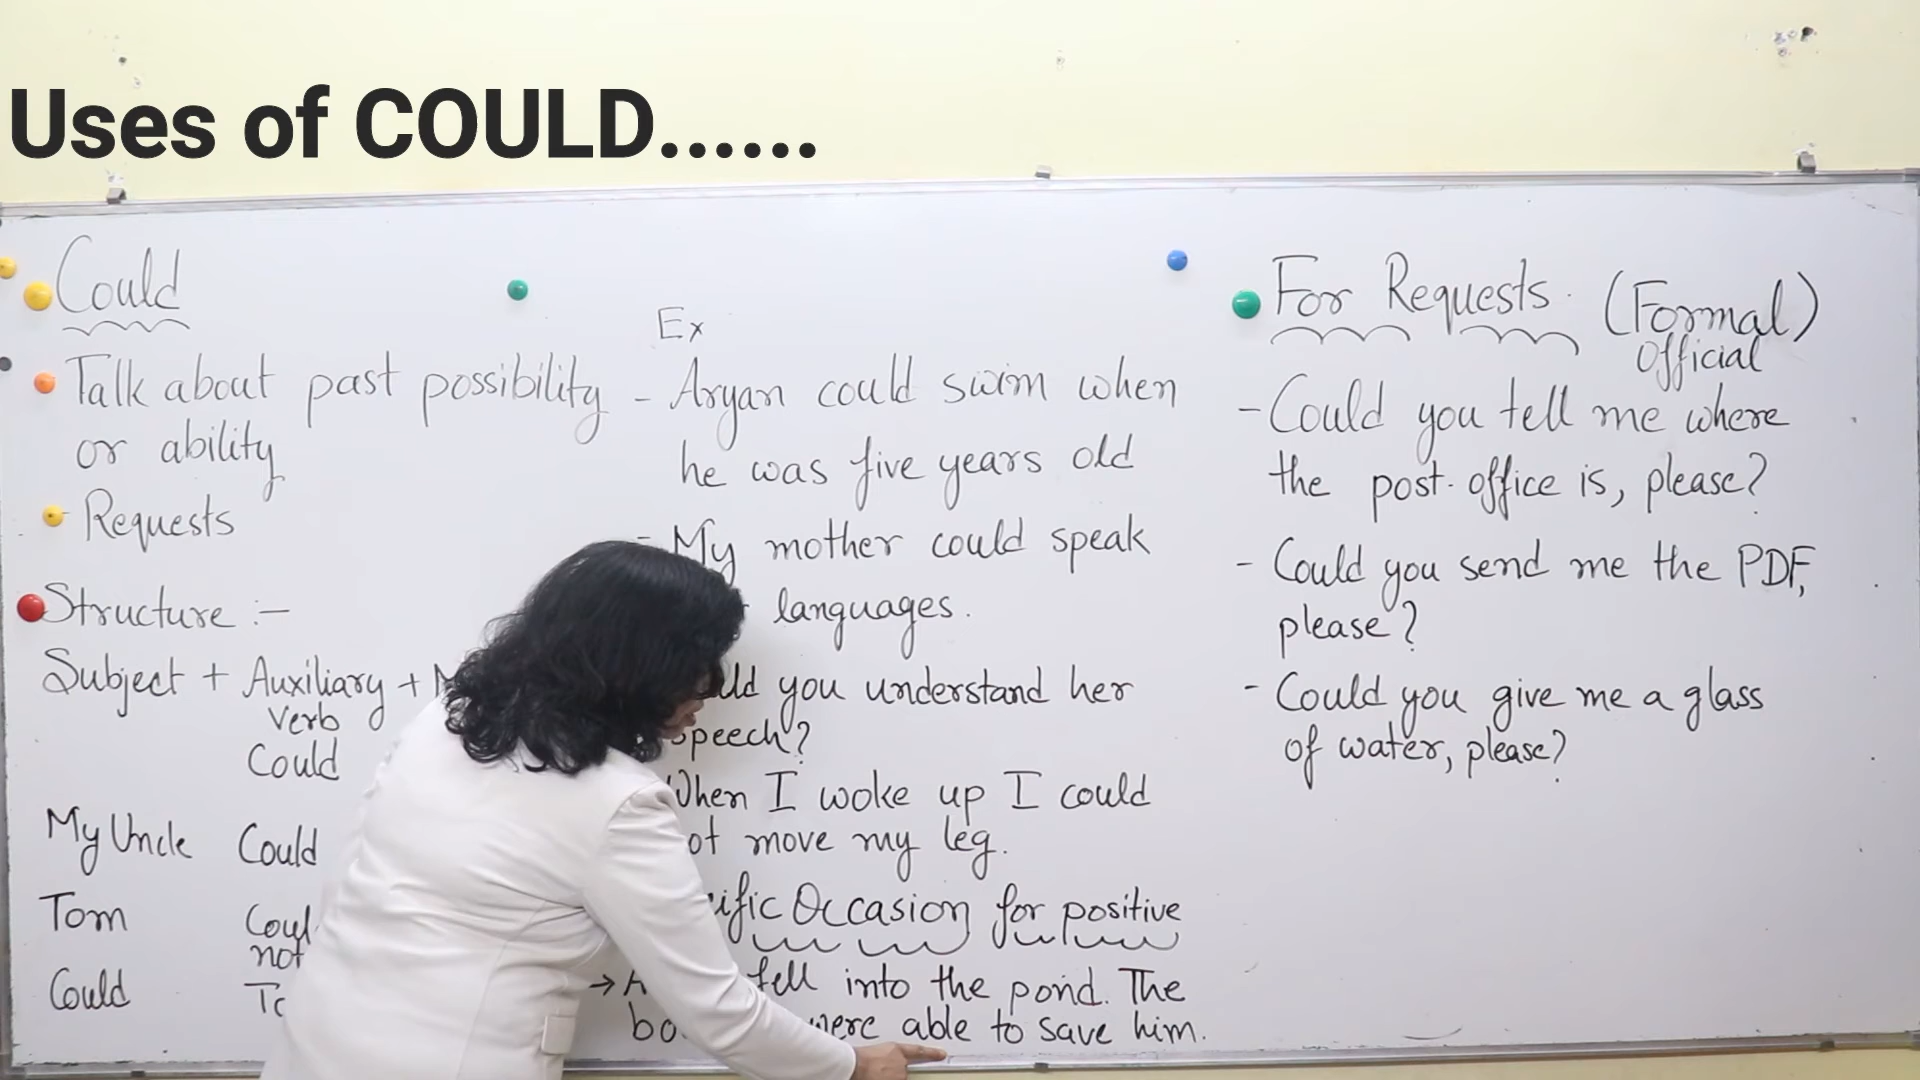 Uses of COULD......
Could
Talk about past possibility
or ability
Requests
Structure :-
Subject + Auxiliary +
Verb
Could
My Uncle Could
Tom
not
Could
Ex
- Aryan could swim when
he was five years old
- My mother could speak
languages.
you understand her
speech?
When I woke up I could
move my leg.
Occasion for positive
→ fell into the pond. The
were able to save him.
For Requests. (Formal)
Official
- Could you tell me where
the post-office is, please?
- Could you send me the PDF,
please?
- Could you give me a glass
of water, please?